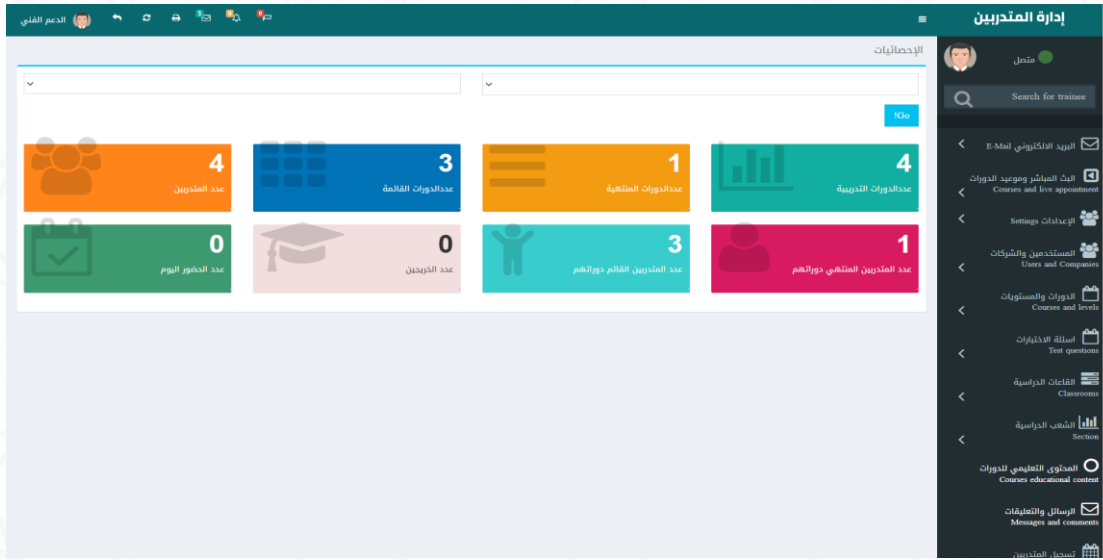 إدارة المتدربين
الدعم الفني
3
0
0
متصل
Search for trainee
البريد الالكتروني E-Mail
البث المباشر وموعيد الدورات
Courses and live appointment
الإعدادات Settings
المستخدمين والشركات
Users and Companies
الدورات والمستويات
Courses and levels
اسئلة الاختبارات
Test questions
القاعات الدراسية
Classrooms
الشعب الدراسية
Section
المحتوى التعليمي للدورات
Courses educational content
الرسائل والتعليقات
Messages and comments
تسجيل المتدربين
الإحصائيات
Go!
4
عددالدورات التدريبية
1
عددالدورات المنتهية
3
عددالدورات القائمة
4
عدد المتدربين
1
عدد المتدربين المنتهي دوراتهم
3
عدد المتدربين القائم دوراتهم
0
عدد الخريجين
0
عدد الحضور اليوم